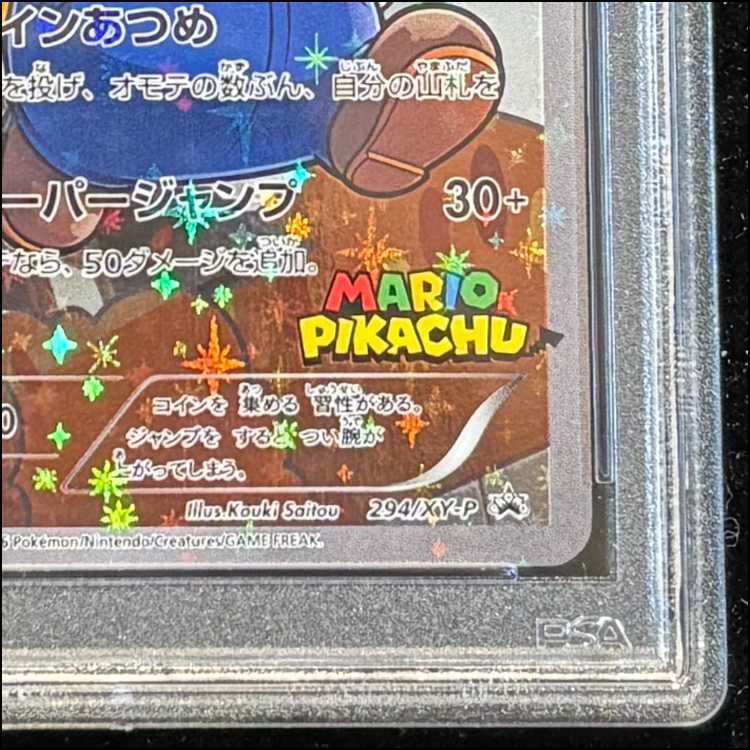 インあつめ
を投げ、オモテの数ぶん、自分の山札を
ーパージャンプ 30+
なら、50ダメージを追加。
MARIO
PIKACHU
コインを 集める 習性がある。
ジャンプを すると つい腕が
上がってしまう。
Illus.Kouki Saitou 294/XY-P
Pokémon/Nintendo/Creatures/GAME FREAK.
PSA